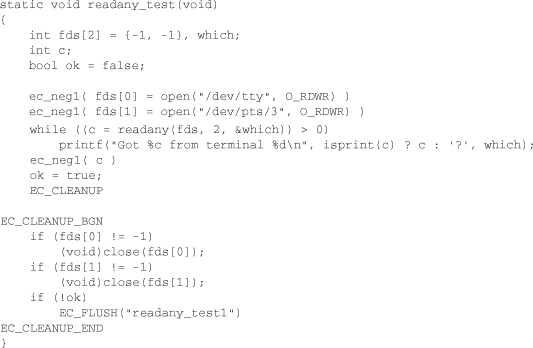 static void readany_test(void)
{
    int fds[2] = {-1, -1}, which;
    int c;
    bool ok = false;

    ec_neg1( fds[0] = open("/dev/tty", O_RDWR) )
    ec_neg1( fds[1] = open("/dev/pts/3", O_RDWR) )
    while ((c = readany(fds, 2, &which)) > 0)
        printf("Got %c from terminal %d\n", isprint(c) ? c : '?', which);
    ec_neg1( c )
    ok = true;
    EC_CLEANUP

EC_CLEANUP_BGN
    if (fds[0] != -1)
        (void)close(fds[0]);
    if (fds[1] != -1)
        (void)close(fds[1]);
    if (!ok)
        EC_FLUSH("readany_test1")
EC_CLEANUP_END
}